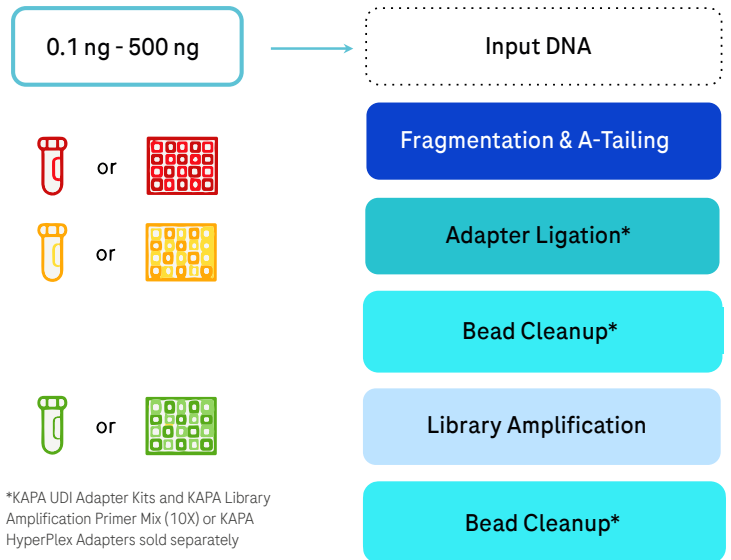 0.1 ng - 500 ng
Input DNA
Fragmentation & A-Tailing
or
Adapter Ligation*
or
Bead Cleanup*
Library Amplification
or
Bead Cleanup*
*KAPA UDI Adapter Kits and KAPA Library
Amplification Primer Mix (10X) or KAPA
HyperPlex Adapters sold separately